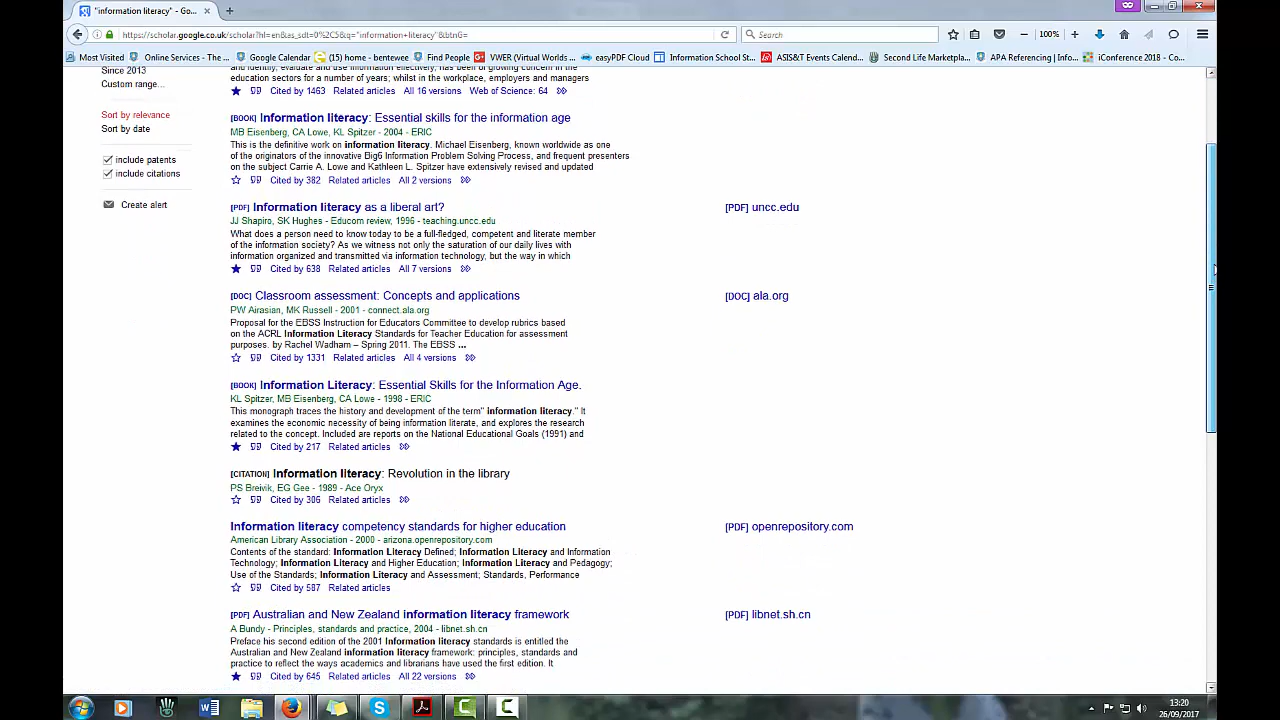 "information literacy" - Go...
https://scholar.google.co.uk/scholar?hl=en&as_sdt=0%2C5&q="information+literacy"&btnG=
Search
100%
Most Visited
Online Services - The ...
Google Calendar
(15) home - bentewee
Find People
VWER (Virtual Worlds ...
easyPDF Cloud
Information School St...
ASIS&T Events Calend...
Second Life Marketpla...
APA Referencing | Info...
iConference 2018 - Co...
Since 2013
Custom range...
Sort by relevance
Sort by date
include patents
include citations
Create alert
and identify, evaluate and use information effectively, has been of growing concern in the
education sectors for a number of years; whilst in the workplace, employers and managers
Cited by 1463 Related articles All 16 versions Web of Science: 64
[BOOK] Information literacy: Essential skills for the information age
MB Eisenberg, CA Lowe, KL Spitzer - 2004 - ERIC
This is the definitive work on information literacy. Michael Eisenberg, known worldwide as one
of the originators of the innovative Big6 Information Problem Solving Process, and frequent presenters
on the subject Carrie A. Lowe and Kathleen L. Spitzer have extensively revised and updated
Cited by 382 Related articles All 2 versions
[PDF] Information literacy as a liberal art?
[PDF] uncc.edu
JJ Shapiro, SK Hughes - Educom review, 1996 - teaching.uncc.edu
What does a person need to know today to be a full-fledged, competent and literate member
of the information society? As we witness not only the saturation of our daily lives with
information organized and transmitted via information technology, but the way in which
Cited by 638 Related articles All 7 versions
[DOC] Classroom assessment: Concepts and applications
[DOC] ala.org
PW Airasian, MK Russell - 2001 - connect.ala.org
Proposal for the EBSS Instruction for Educators Committee to develop rubrics based
on the ACRL Information Literacy Standards for Teacher Education for assessment
purposes. by Rachel Wadham – Spring 2011. The EBSS ...
Cited by 1331 Related articles All 4 versions
[BOOK] Information Literacy: Essential Skills for the Information Age.
KL Spitzer, MB Eisenberg, CA Lowe - 1998 - ERIC
This monograph traces the history and development of the term" information literacy." It
examines the economic necessity of being information literate, and explores the research
related to the concept. Included are reports on the National Educational Goals (1991) and
Cited by 217 Related articles
[CITATION] Information literacy: Revolution in the library
PS Breivik, EG Gee - 1989 - Ace Oryx
Cited by 306 Related articles
Information literacy competency standards for higher education
[PDF] openrepository.com
American Library Association - 2000 - arizona.openrepository.com
Contents of the standard: Information Literacy Defined; Information Literacy and Information
Technology; Information Literacy and Higher Education; Information Literacy and Pedagogy;
Use of the Standards; Information Literacy and Assessment; Standards, Performance
Cited by 587 Related articles
[PDF] Australian and New Zealand information literacy framework
[PDF] libnet.sh.cn
A Bundy - Principles, standards and practice, 2004 - libnet.sh.cn
Preface his second edition of the 2001 Information literacy standards is entitled the
Australian and New Zealand information literacy framework: principles, standards and
practice to reflect the ways academics and librarians have used the first edition. It
Cited by 645 Related articles All 22 versions
13:20
26/09/2017